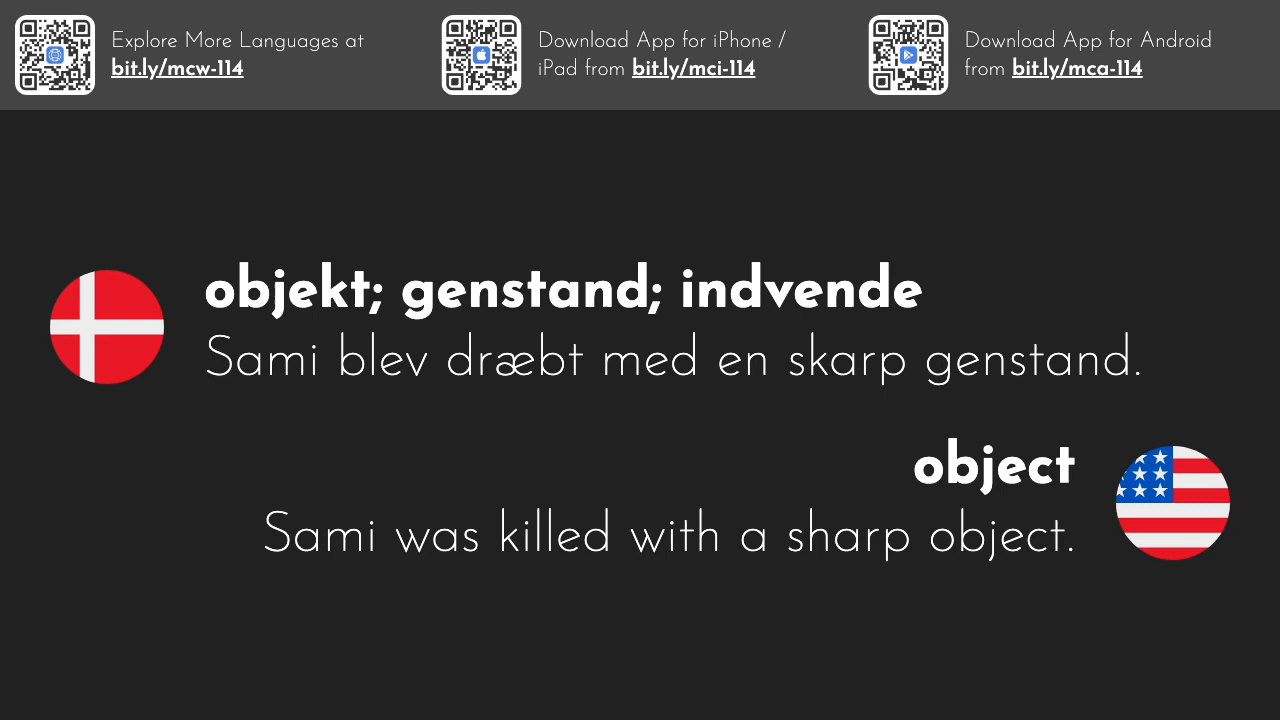 Explore More Languages at
bit.ly/mcw-114
Download App for iPhone /
iPad from bit.ly/mci-114
Download App for Android
from bit.ly/mca-114
objekt; genstand; indvende
Sami blev dræbt med en skarp genstand.
object
Sami was killed with a sharp object.